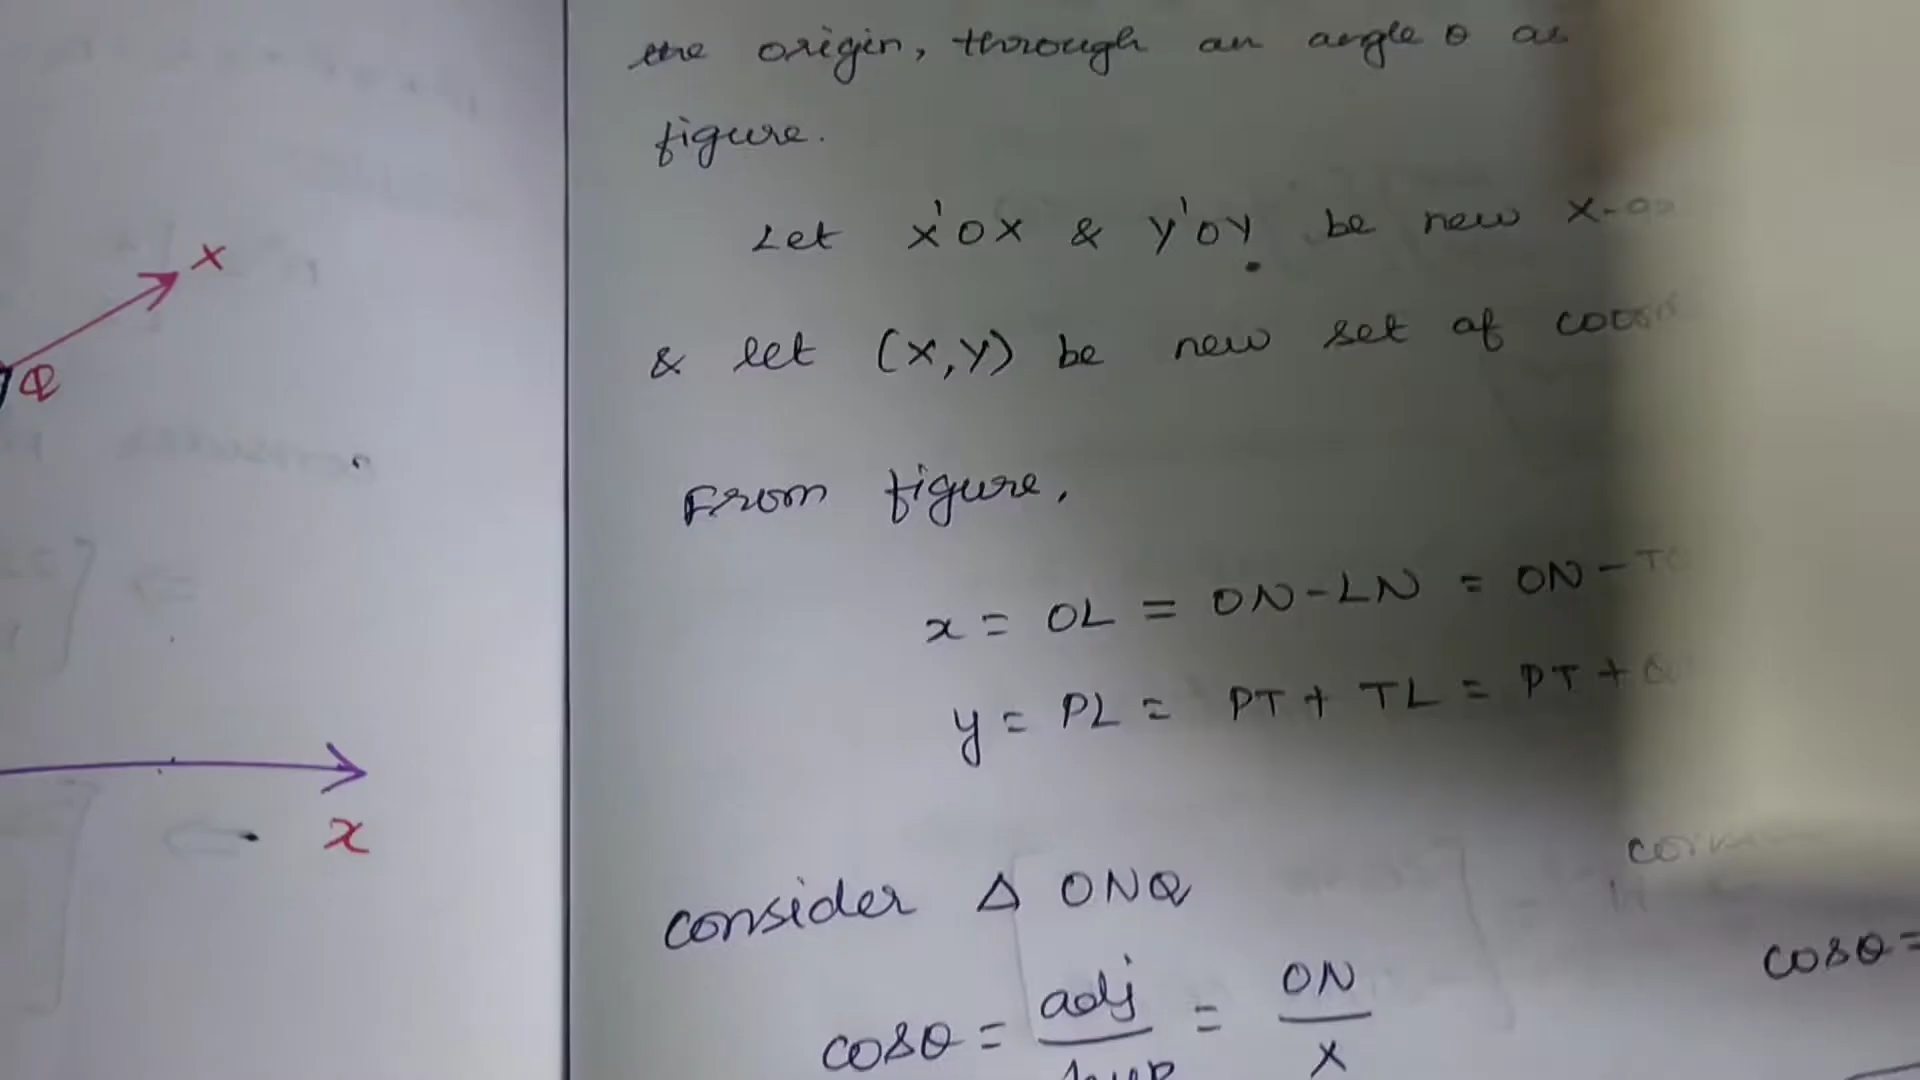 X
Q
x
the origin, through an angle θ as
figure.
Let X'OX & Y'OY be new X-
& let (X,Y) be new set of
From figure,
x = OL = ON-LN = ON-
y = PL = PT + TL = PT +
consider Δ ONQ
cosθ = adj = ON
X
cosθ =